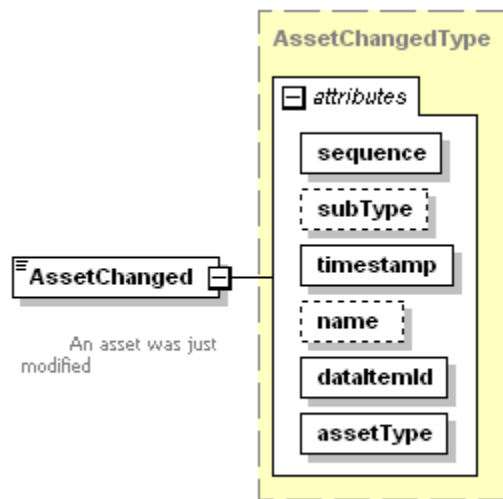 AssetChangedType
attributes
sequence
subType
timestamp
AssetChanged
name
An asset was just
modified
dataItemId
assetType